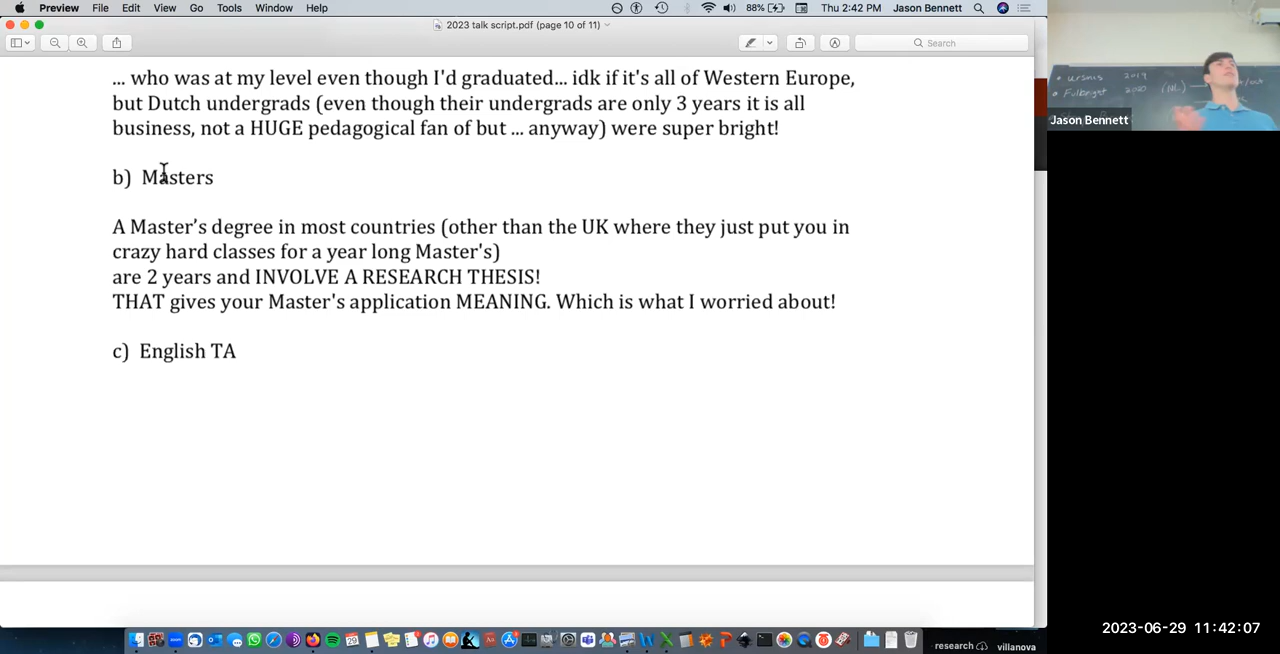 Preview File Edit View Go Tools Window Help 88% Thu 2:42 PM Jason Bennett
2023 talk script.pdf (page 10 of 11)
Search
... who was at my level even though I'd graduated... idk if it's all of Western Europe,
but Dutch undergrads (even though their undergrads are only 3 years it is all
business, not a HUGE pedagogical fan of but ... anyway) were super bright!
b) Masters
A Master’s degree in most countries (other than the UK where they just put you in
crazy hard classes for a year long Master's)
are 2 years and INVOLVE A RESEARCH THESIS!
THAT gives your Master's application MEANING. Which is what I worried about!
c) English TA
URSMS 2019
Fulbright 2020 (NL)
Jason Bennett
2023-06-29 11:42:07
research villanova